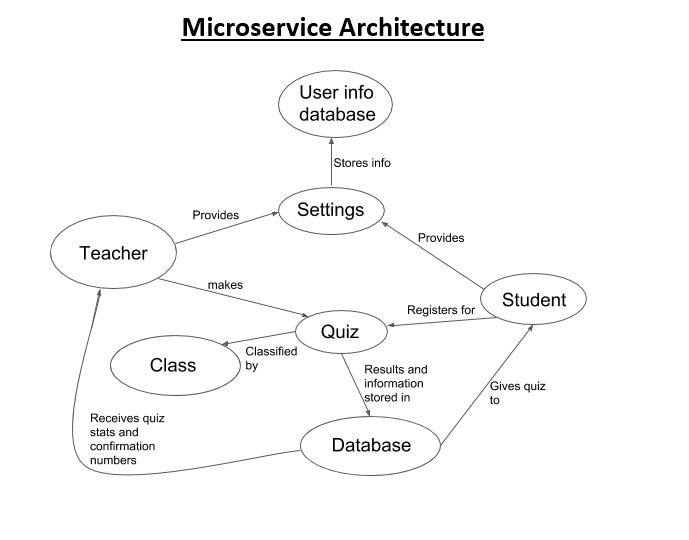 Microservice Architecture
User info
database
Stores info
Provides
Settings
Provides
Teacher
makes
Student
Registers for
Quiz
Classified
by
Class
Results and
information
stored in
Gives quiz
to
Receives quiz
stats and
confirmation
numbers
Database